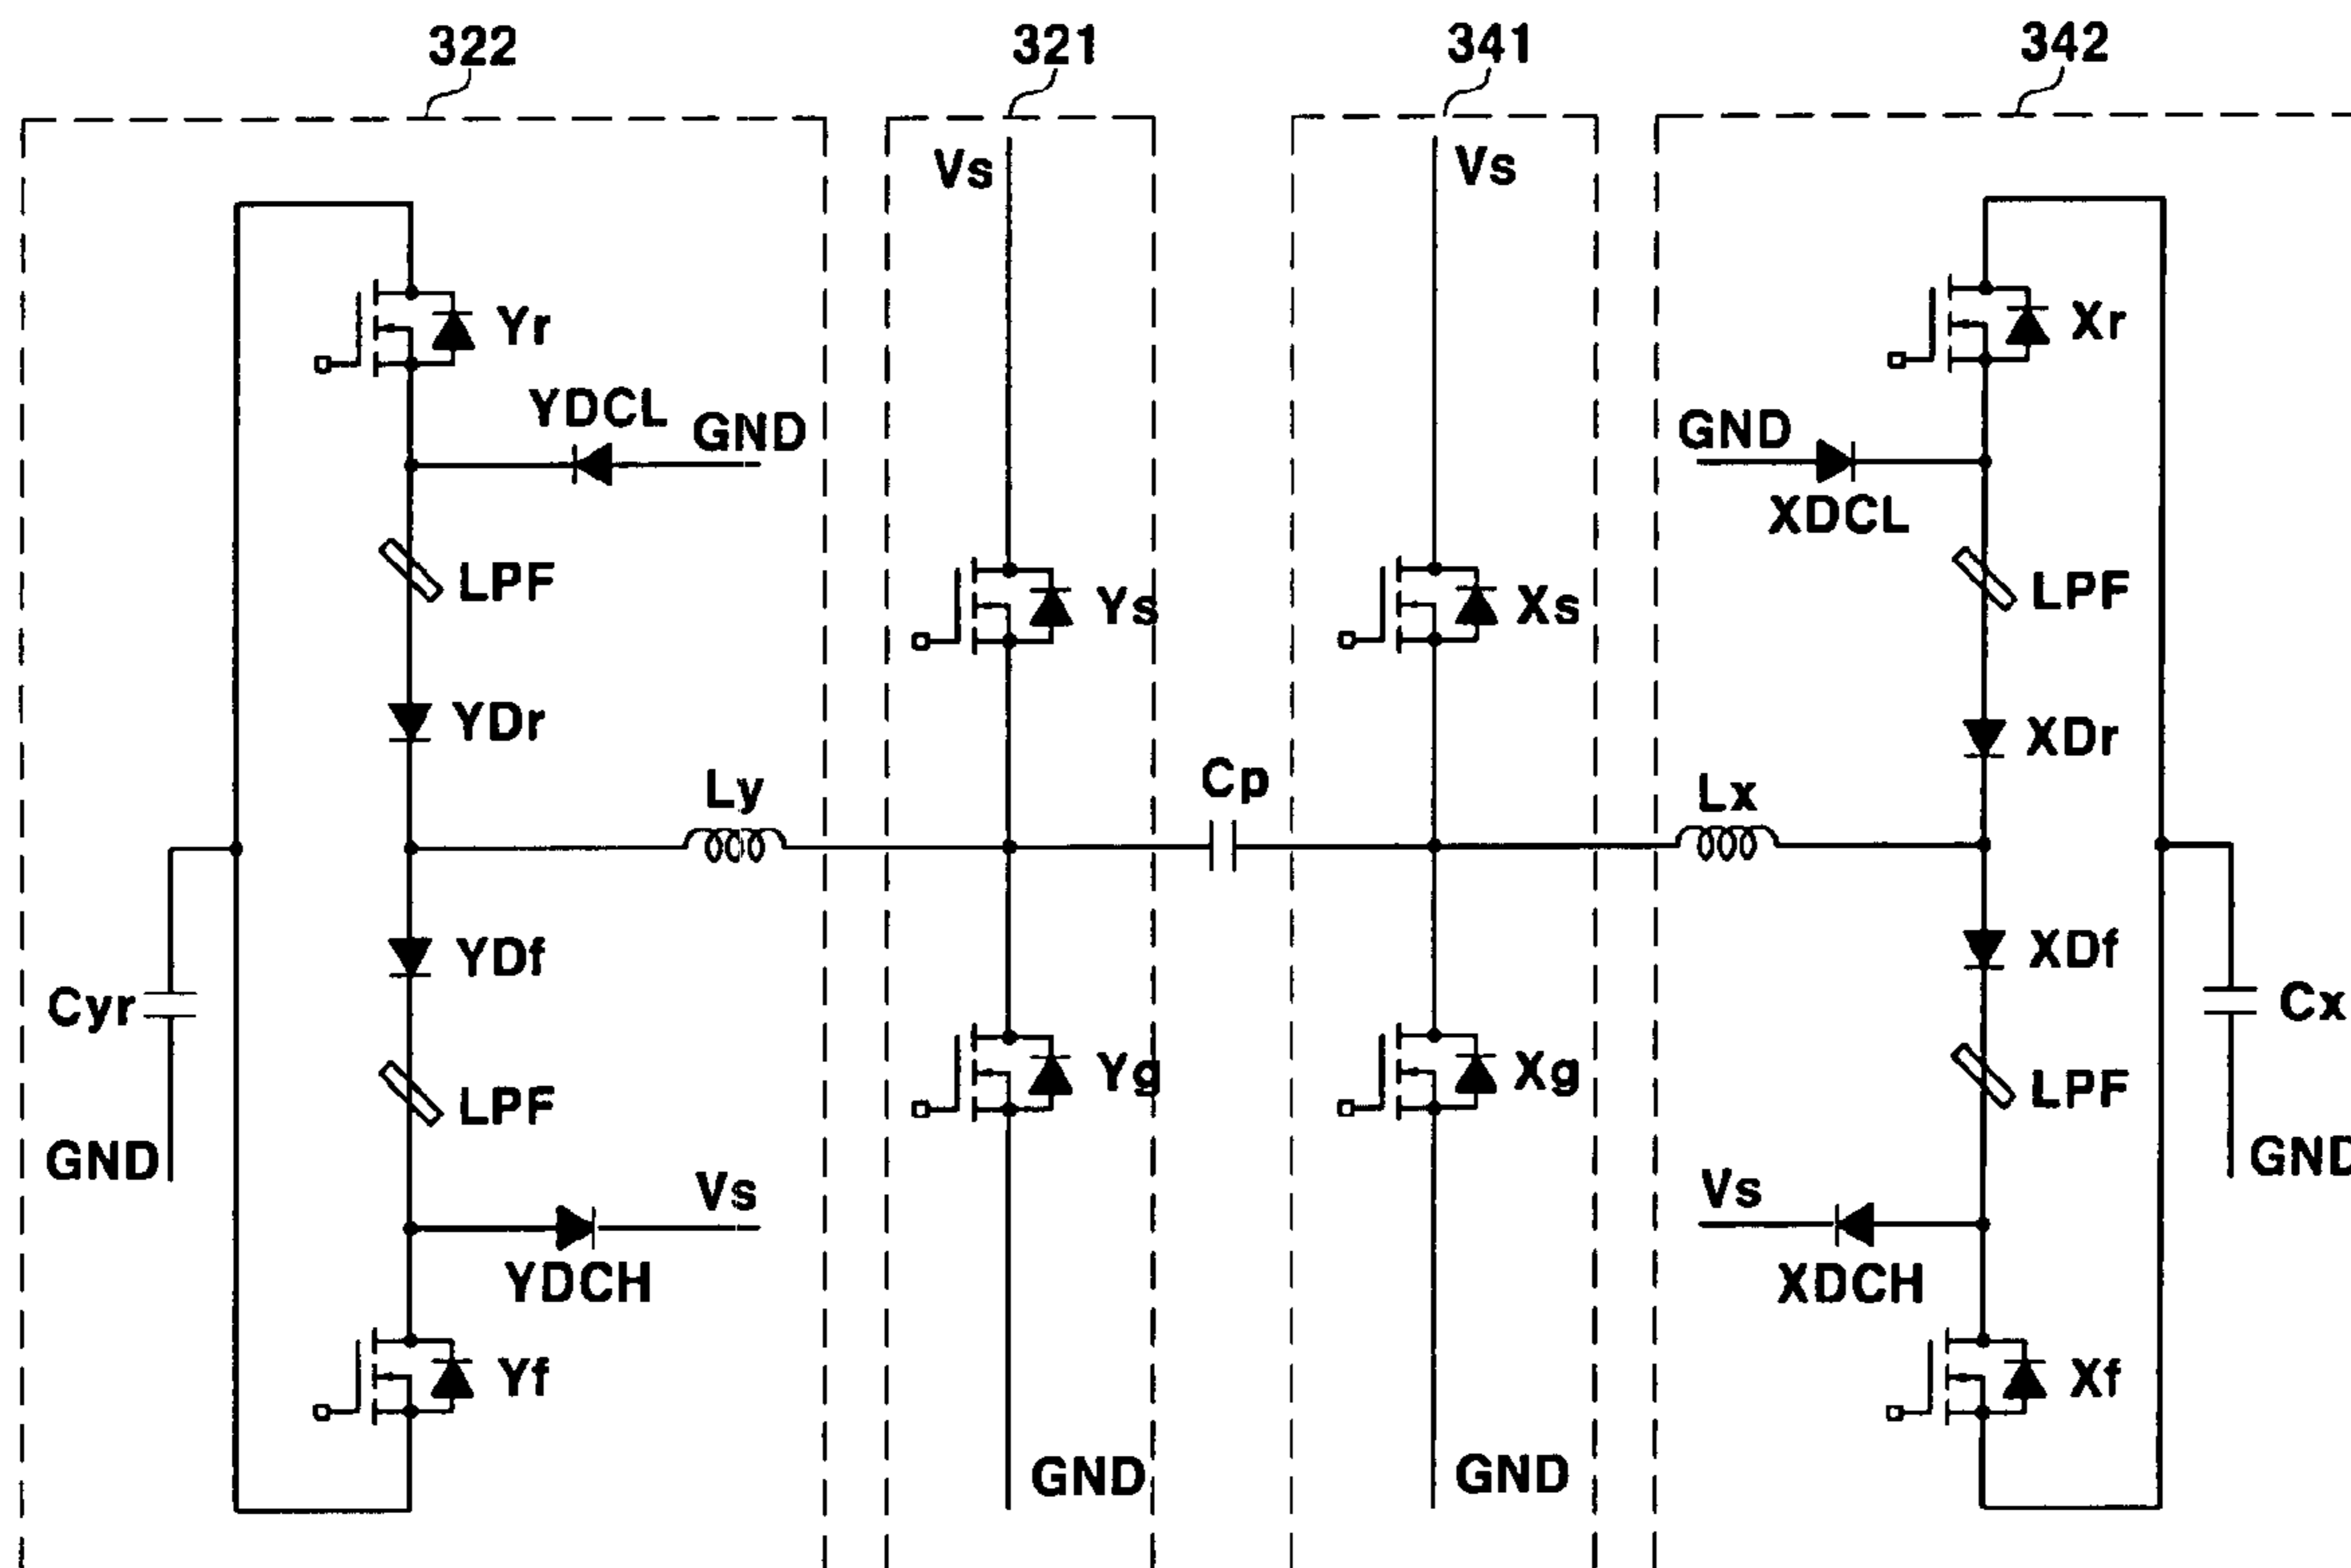 322
321
341
342
Vs
Vs
Yr
Xr
YDCL
GND
GND
XDCL
LPF
Ys
Xs
LPF
YDr
XDr
Ly
Cp
Lx
YDf
XDf
Cyr
Cx
LPF
Yg
Xg
LPF
GND
GND
Vs
Vs
YDCH
XDCH
Yf
Xf
GND
GND